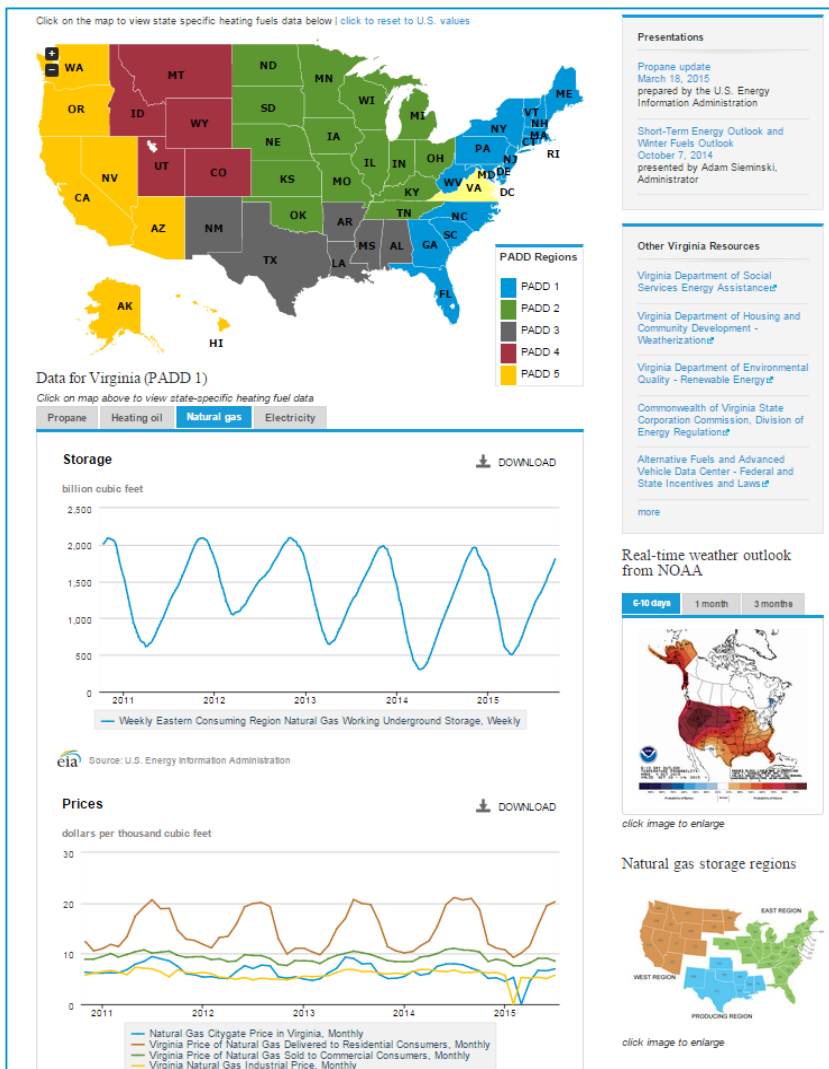 Click on the map to view state specific heating fuels data below | click to reset to U.S. values
+
−
WA
MT
ND
MN
ME
OR
ID
WY
SD
WI
MI
VT
NH
NY
MA
CT
RI
NV
UT
CO
NE
IA
IL
IN
OH
PA
NJ
MD
DE
DC
CA
KS
MO
KY
WV
VA
AZ
NM
OK
AR
TN
NC
SC
TX
LA
MS
AL
GA
FL
AK
HI
PADD Regions
PADD 1
PADD 2
PADD 3
PADD 4
PADD 5
Data for Virginia (PADD 1)
Click on map above to view state-specific heating fuel data
Propane Heating oil Natural gas Electricity
Storage
DOWNLOAD
billion cubic feet
2,500
2,000
1,500
1,000
500
0
2011 2012 2013 2014 2015
Weekly Eastern Consuming Region Natural Gas Working Underground Storage, Weekly
eia Source: U.S. Energy Information Administration
Prices
DOWNLOAD
dollars per thousand cubic feet
30
20
10
0
2011 2012 2013 2014 2015
Natural Gas Citygate Price in Virginia, Monthly
Virginia Price of Natural Gas Delivered to Residential Consumers, Monthly
Virginia Price of Natural Gas Sold to Commercial Consumers, Monthly
Virginia Natural Gas Industrial Price, Monthly
Presentations
Propane update
March 18, 2015
prepared by the U.S. Energy
Information Administration
Short-Term Energy Outlook and
Winter Fuels Outlook
October 7, 2014
presented by Adam Sieminski,
Administrator
Other Virginia Resources
Virginia Department of Social
Services Energy Assistance
Virginia Department of Housing and
Community Development -
Weatherization
Virginia Department of Environmental
Quality - Renewable Energy
Commonwealth of Virginia State
Corporation Commission, Division of
Energy Regulation
Alternative Fuels and Advanced
Vehicle Data Center - Federal and
State Incentives and Laws
more
Real-time weather outlook
from NOAA
6-10 days 1 month 3 months
click image to enlarge
Natural gas storage regions
EAST REGION
WEST REGION
PRODUCING REGION
click image to enlarge